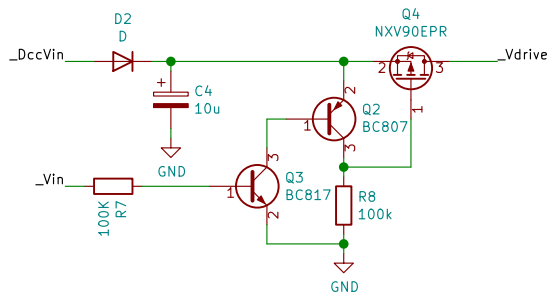 Q4
NXV90EPR
D2
D
_DccVin
_Vdrive
2
3
+
C4
10u
2
Q2
BC807
1
1
3
GND
3
_Vin
Q3
BC817
1
100K
R7
2
R8
100k
GND